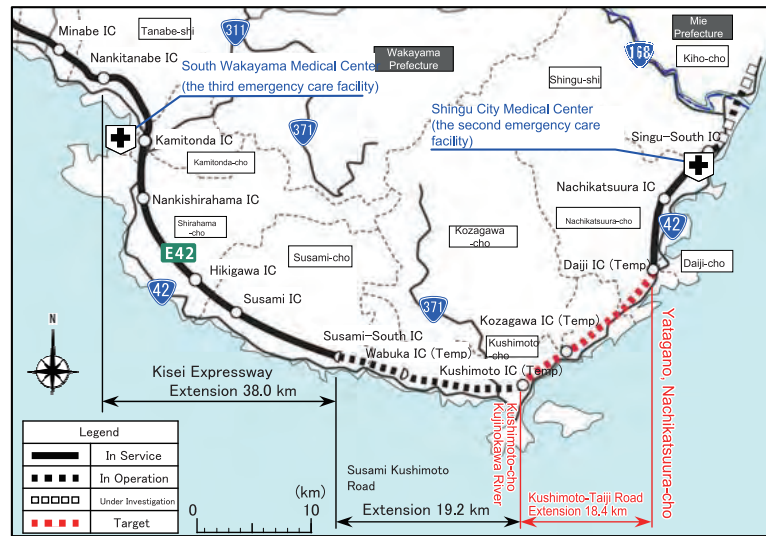 Minabe IC
Tanabe-shi
311
Wakayama
Prefecture
Mie
Prefecture
168
Kiho-cho
Nankitanabe IC
South Wakayama Medical Center
(the third emergency care facility)
Shingu-shi
Shingu City Medical Center
(the second emergency care
facility)
Singu-South IC
371
Kamitonda IC
Kamitonda-cho
Nankishirahama IC
Nachikatsuura IC
Shirahama
-cho
Nachikatsuura-cho
42
Kozagawa
-cho
E42
Susami-cho
Daiji IC (Temp)
Daiji-cho
Hikigawa IC
42
Susami IC
371
Kozagawa IC (Temp)
Susami-South IC
Kushimoto
-cho
Wabuka IC (Temp)
Kushimoto IC (Temp)
N
Kisei Expressway
Extension 38.0 km
Yatagano, Nachikatsuura-cho
Kushimoto-cho
Kujinokawa River
Legend
In Service
In Operation
Under Investigation
Target
(km)
0
10
Susami Kushimoto
Road
Extension 19.2 km
Kushimoto-Taiji Road
Extension 18.4 km